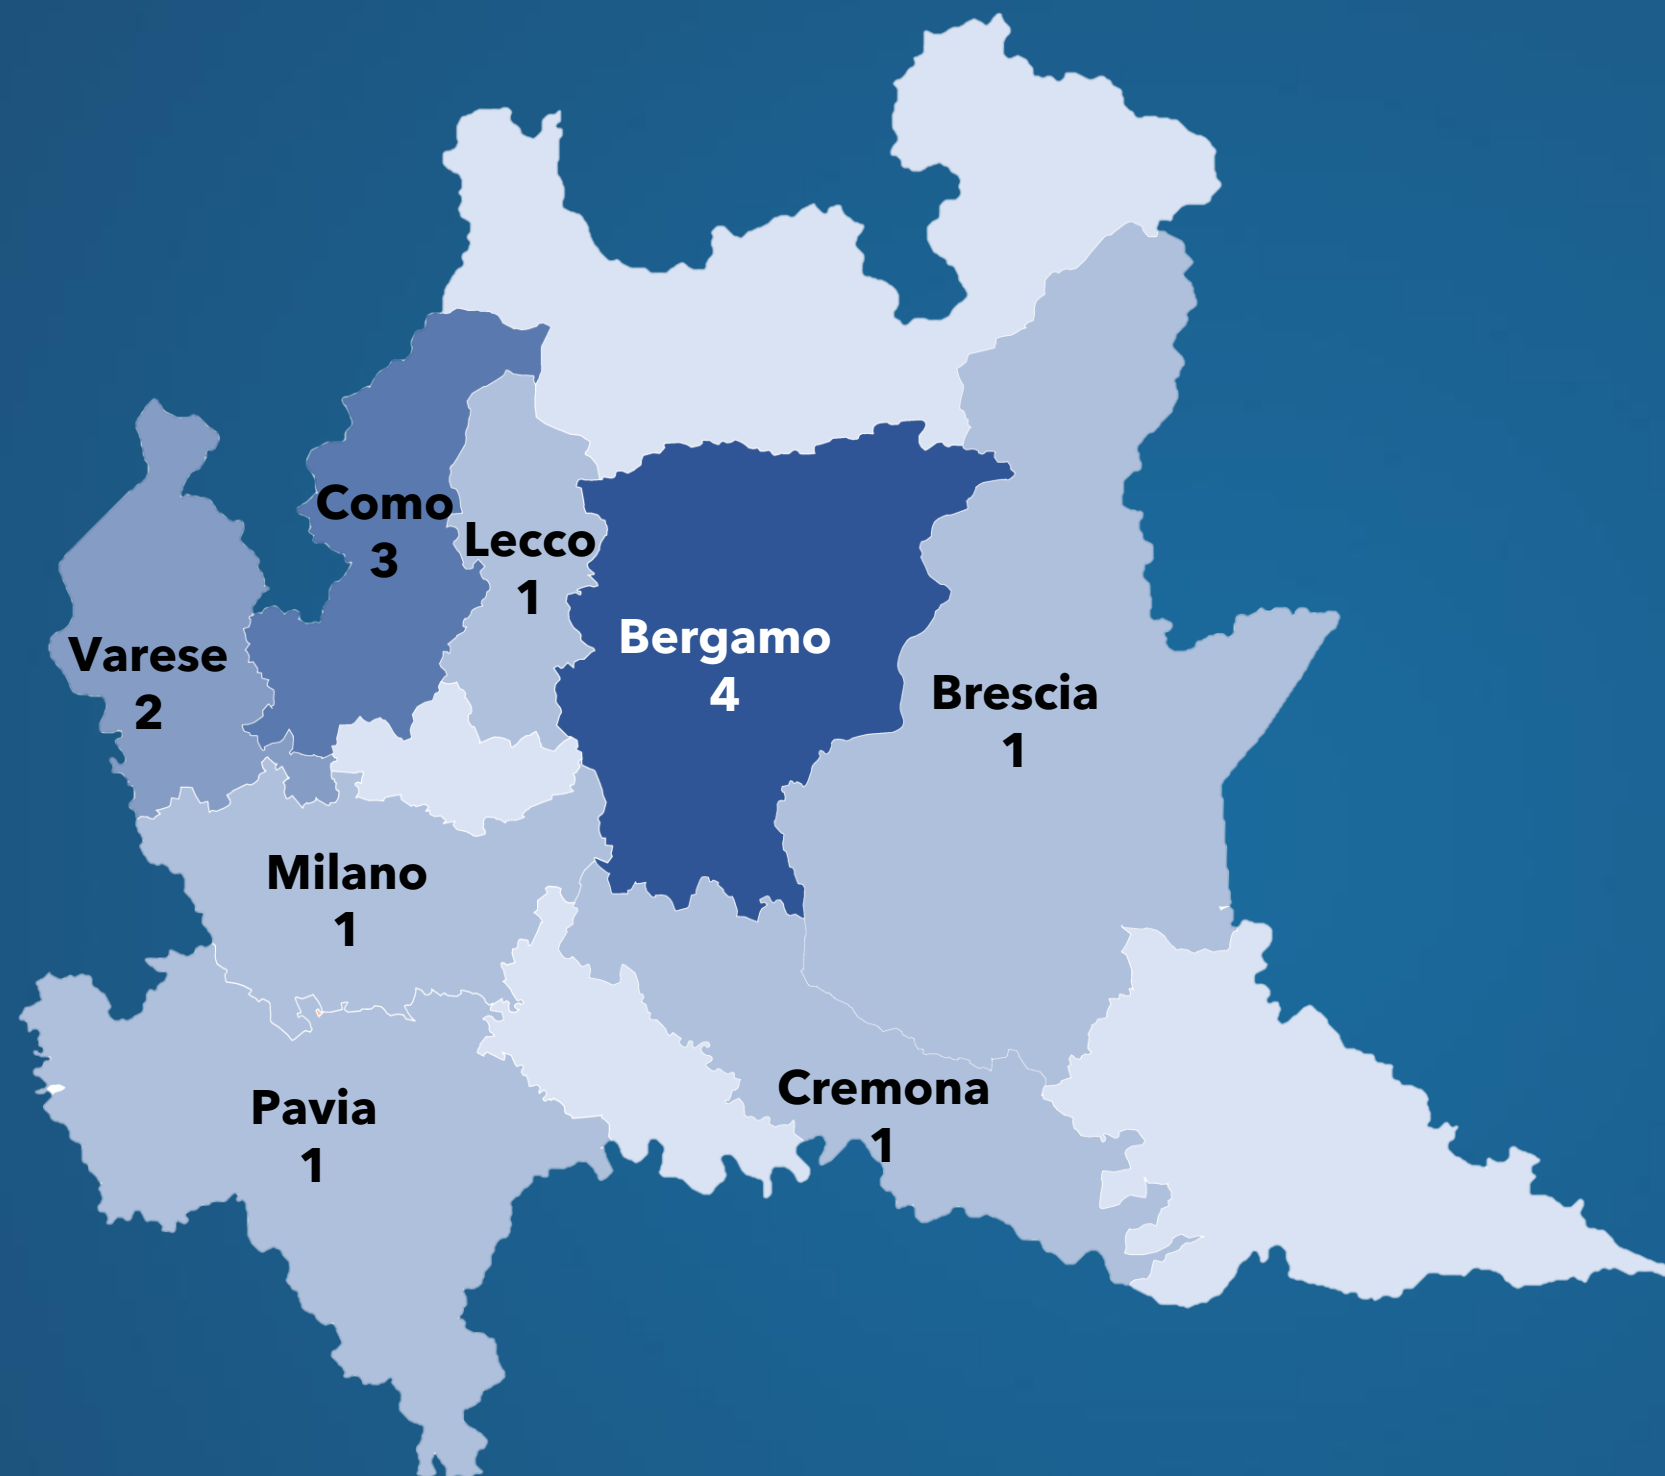 Como
3
Lecco
1
Bergamo
4
Varese
2
Brescia
1
Milano
1
Cremona
1
Pavia
1